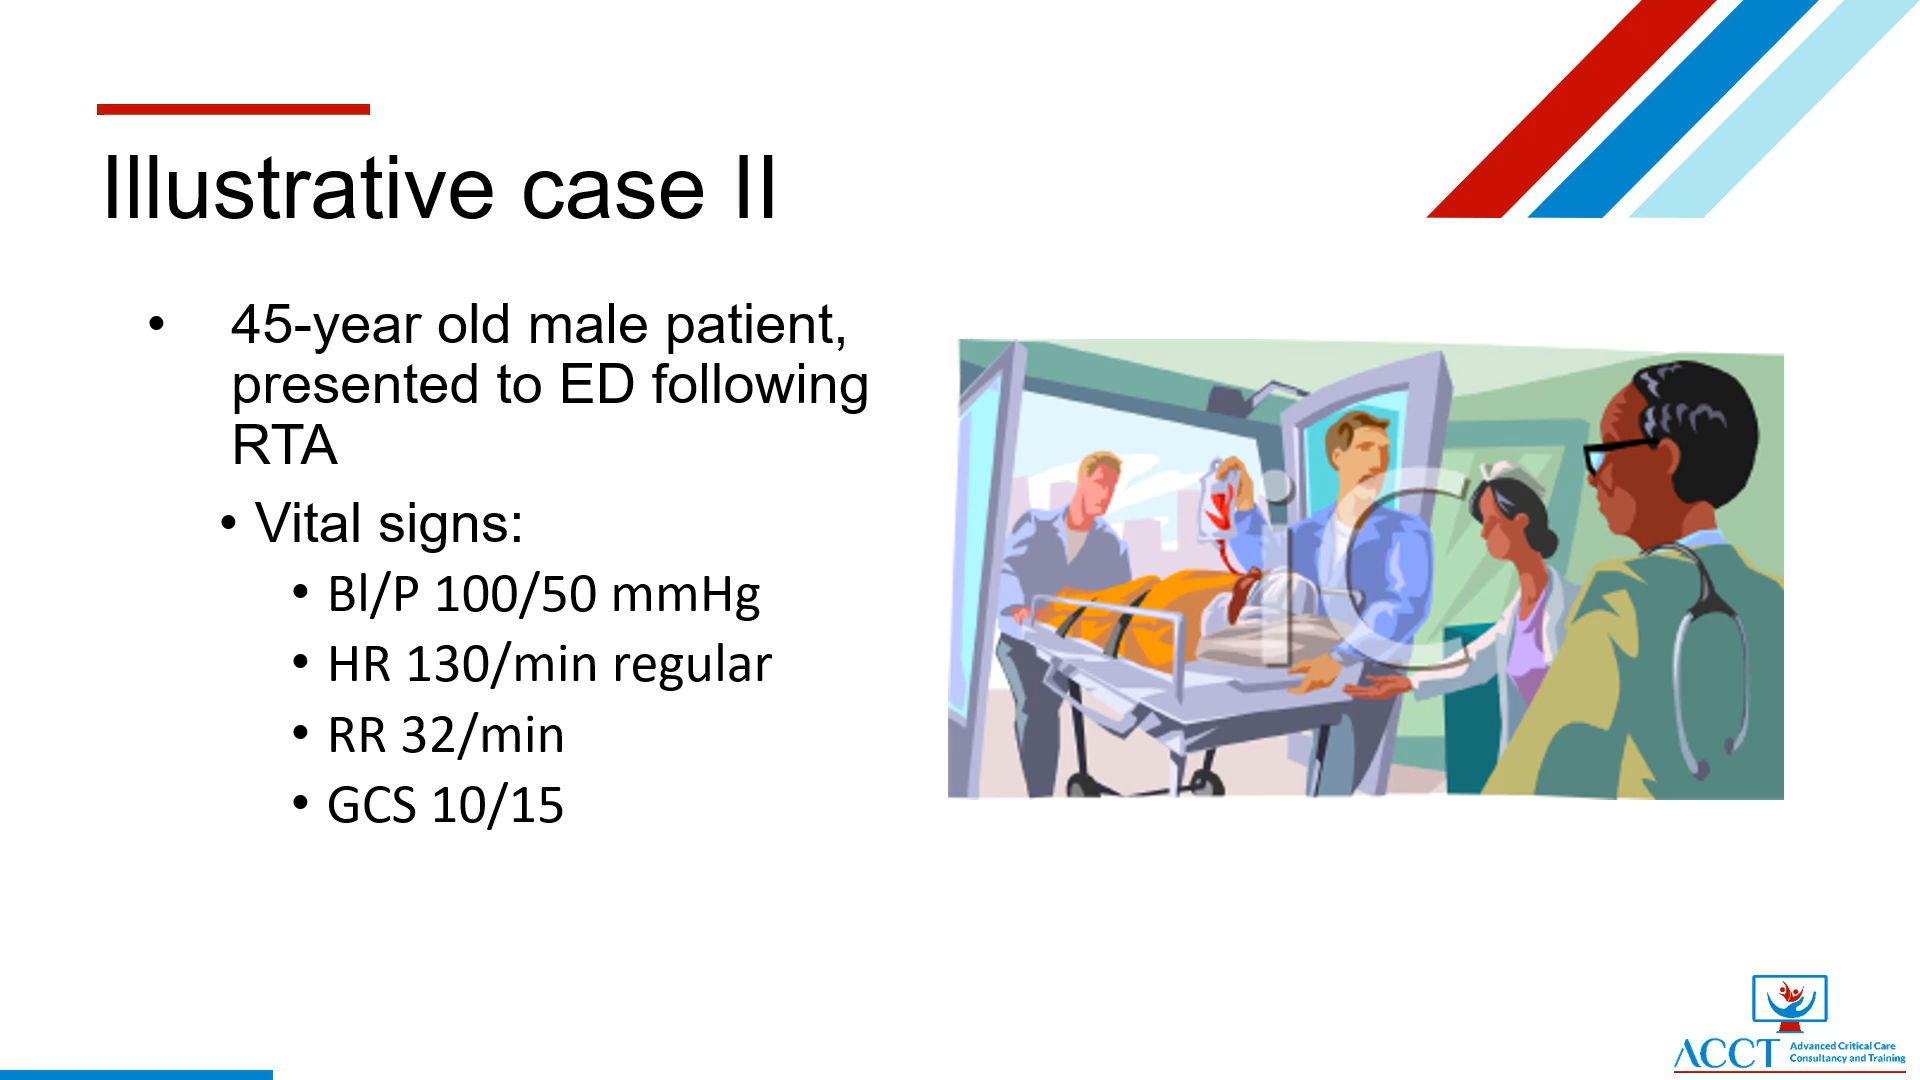 Illustrative case II
• 45-year old male patient,
presented to ED following
RTA
• Vital signs:
• Bl/P 100/50 mmHg
• HR 130/min regular
• RR 32/min
• GCS 10/15
iC
ACCT
Advanced Critical Care
Consultancy and Training